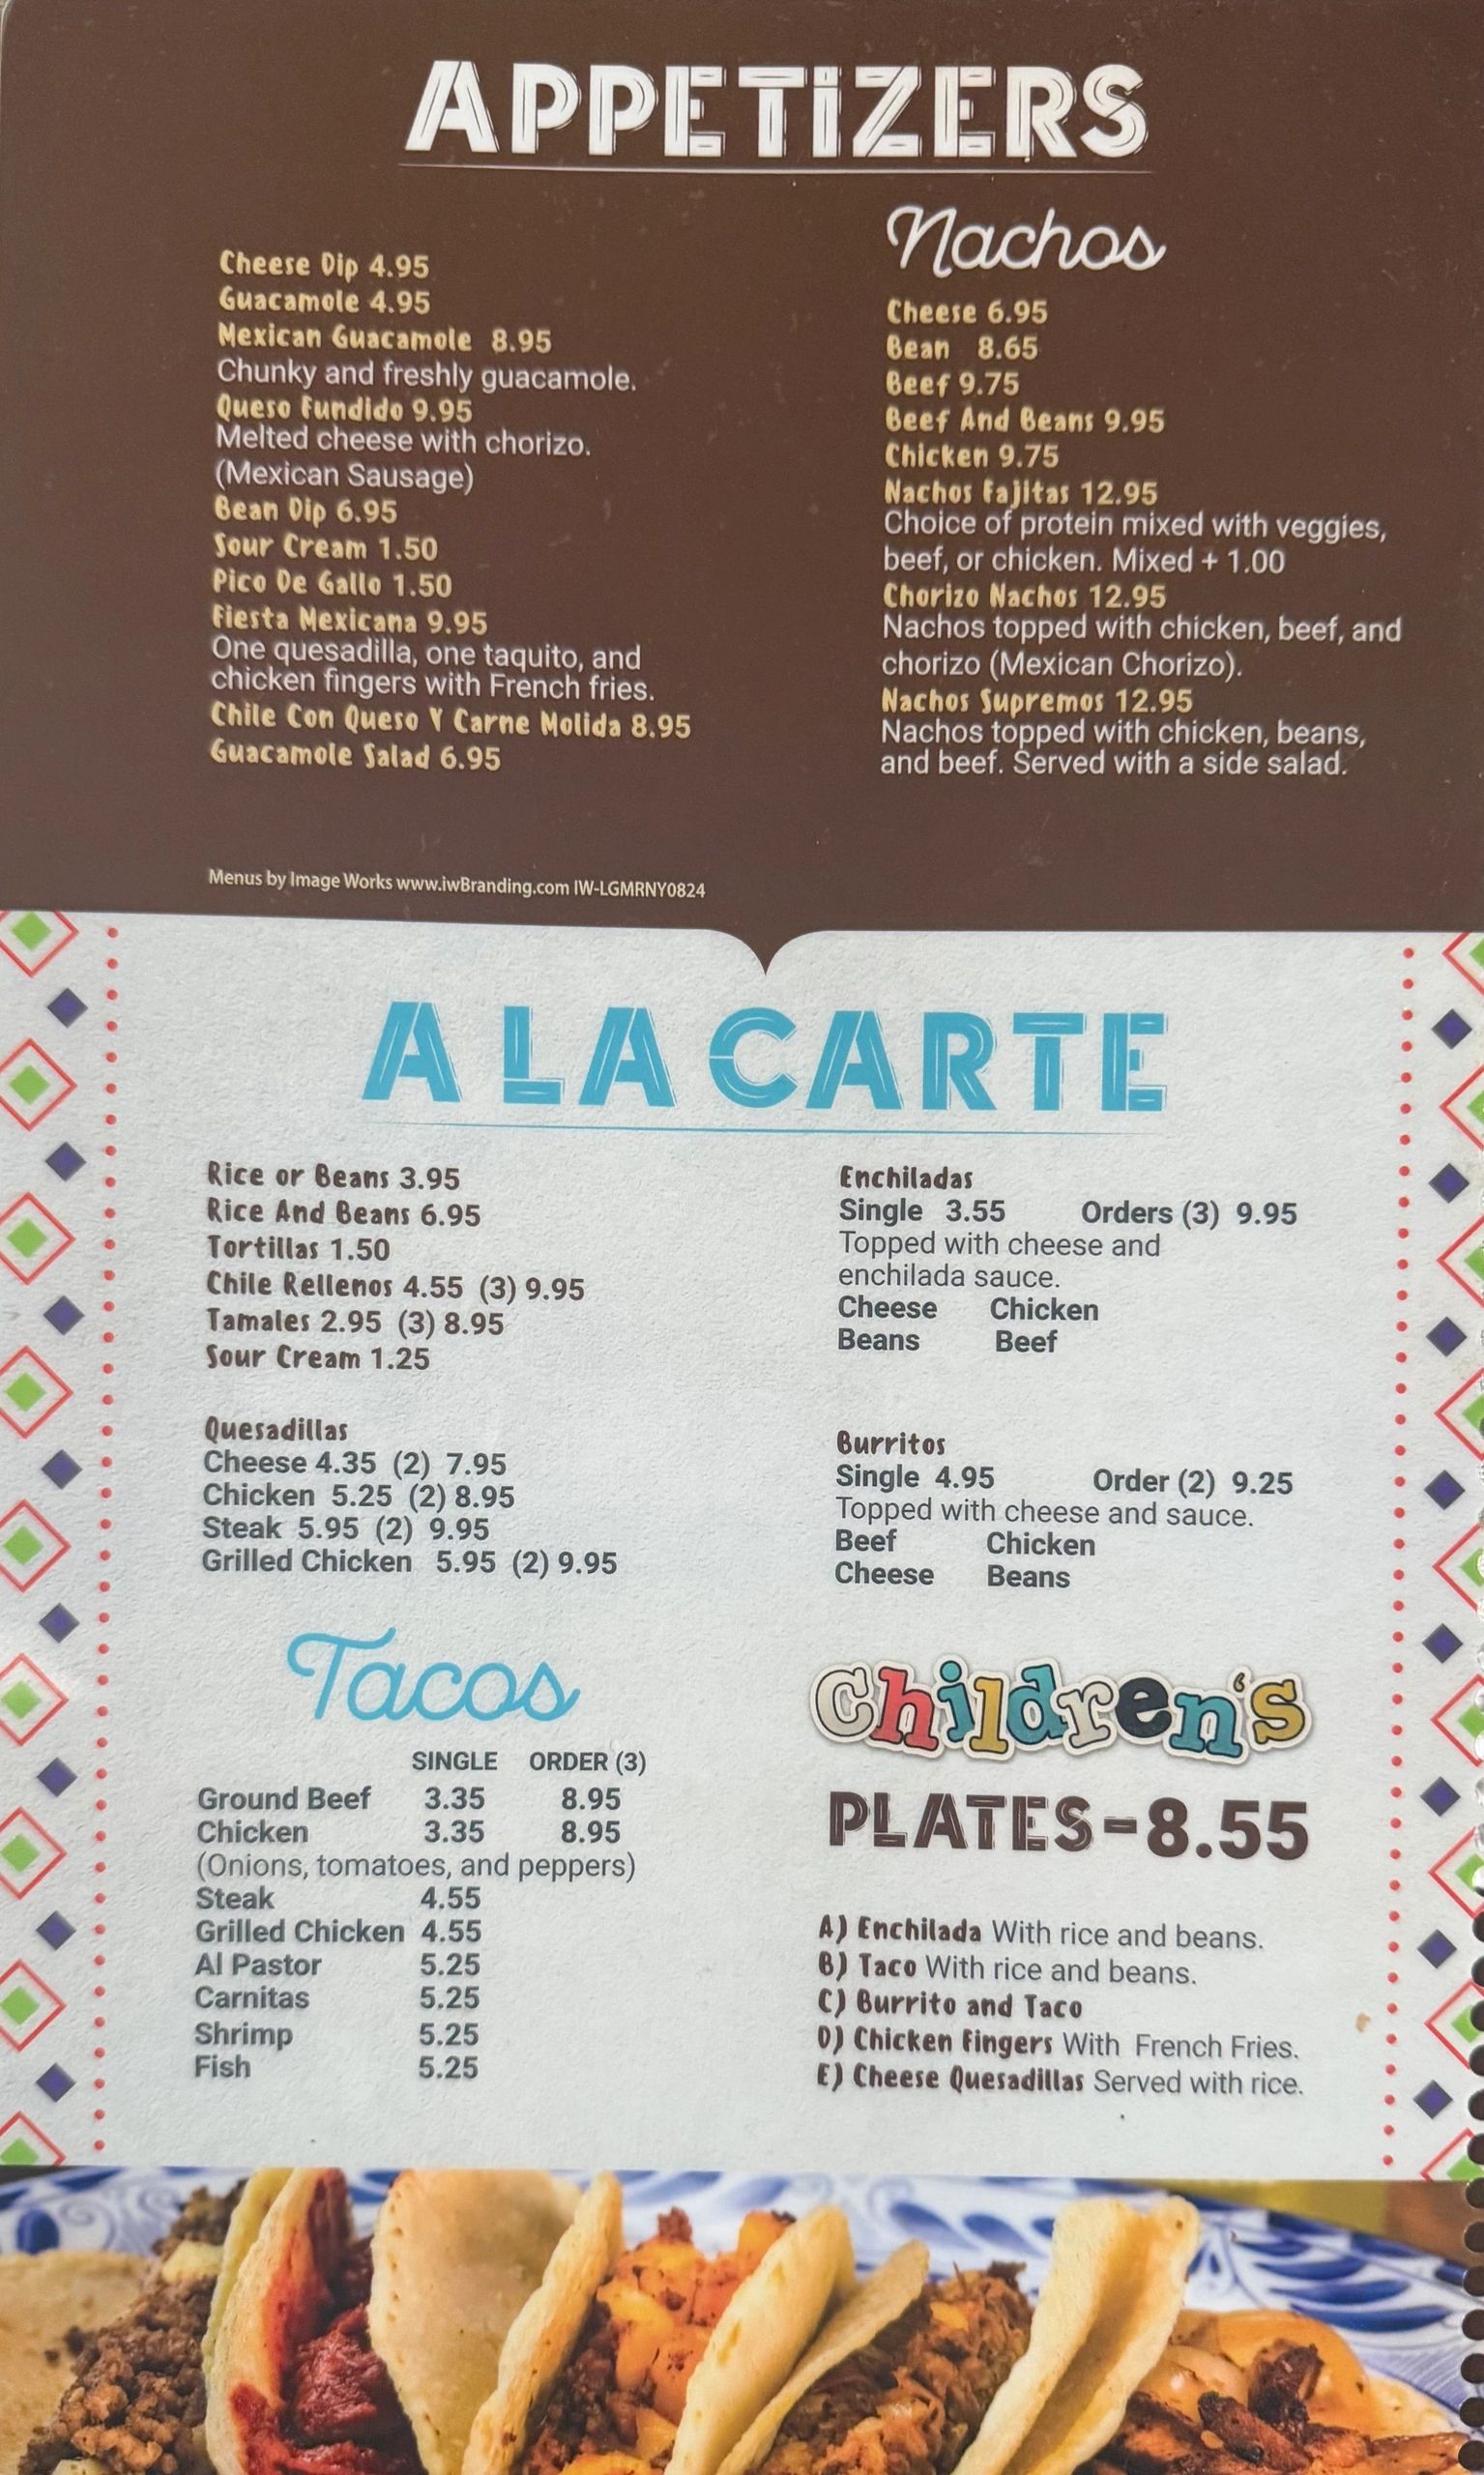 APPETIZERS
Cheese Dip 4.95
Guacamole 4.95
Mexican Guacamole 8.95
Chunky and freshly guacamole.
Queso Fundido 9.95
Melted cheese with chorizo.
(Mexican Sausage)
Bean Dip 6.95
Sour Cream 1.50
Pico De Gallo 1.50
Fiesta Mexicana 9.95
One quesadilla, one taquito, and
chicken fingers with French fries.
Chile Con Queso Y Carne Molida 8.95
Guacamole Salad 6.95
Nachos
Cheese 6.95
Bean 8.65
Beef 9.75
Beef And Beans 9.95
Chicken 9.75
Nachos Fajitas 12.95
Choice of protein mixed with veggies,
beef, or chicken. Mixed + 1.00
Chorizo Nachos 12.95
Nachos topped with chicken, beef, and
chorizo (Mexican Chorizo).
Nachos Supremos 12.95
Nachos topped with chicken, beans,
and beef. Served with a side salad.
Menus by Image Works www.iwBranding.com IW-LGMRNY0824
A LA CARTE
Rice or Beans 3.95
Rice And Beans 6.95
Tortillas 1.50
Chile Rellenos 4.55 (3) 9.95
Tamales 2.95 (3) 8.95
Sour Cream 1.25
Quesadillas
Cheese 4.35 (2) 7.95
Chicken 5.25 (2) 8.95
Steak 5.95 (2) 9.95
Grilled Chicken 5.95 (2) 9.95
Enchiladas
Single 3.55 Orders (3) 9.95
Topped with cheese and
enchilada sauce.
Cheese Chicken
Beans Beef
Burritos
Single 4.95 Order (2) 9.25
Topped with cheese and sauce.
Beef Chicken
Cheese Beans
Tacos
SINGLE ORDER (3)
Ground Beef 3.35 8.95
Chicken 3.35 8.95
(Onions, tomatoes, and peppers)
Steak 4.55
Grilled Chicken 4.55
Al Pastor 5.25
Carnitas 5.25
Shrimp 5.25
Fish 5.25
Children's
PLATES-8.55
A) Enchilada With rice and beans.
B) Taco With rice and beans.
C) Burrito and Taco
D) Chicken Fingers With French Fries.
E) Cheese Quesadillas Served with rice.